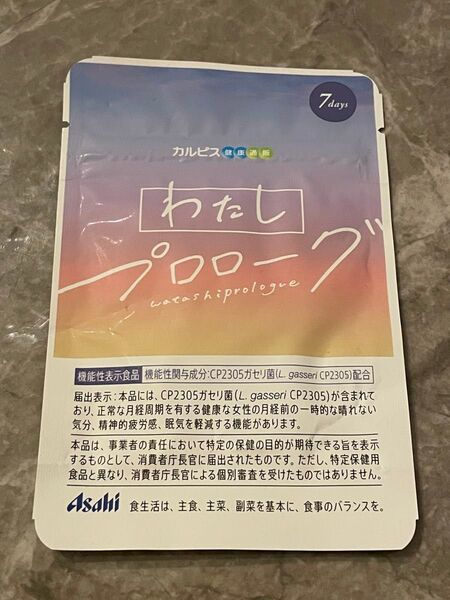 7days
カルピス健康通販
わたし
プロローグ
watashiprologue
機能性表示食品 機能性関与成分:CP2305ガセリ菌(L. gasseri CP2305)配合
届出表示:本品には、CP2305ガセリ菌(L. gasseri CP2305)が含まれて
おり、正常な月経周期を有する健康な女性の月経前の一時的な晴れない
気分、精神的疲労感、眠気を軽減する機能があります。
本品は、事業者の責任において特定の保健の目的が期待できる旨を表示
するものとして、消費者庁長官に届出されたものです。ただし、特定保健用
食品と異なり、消費者庁長官による個別審査を受けたものではありません。
Asahi 食生活は、主食、主菜、副菜を基本に、食事のバランスを。